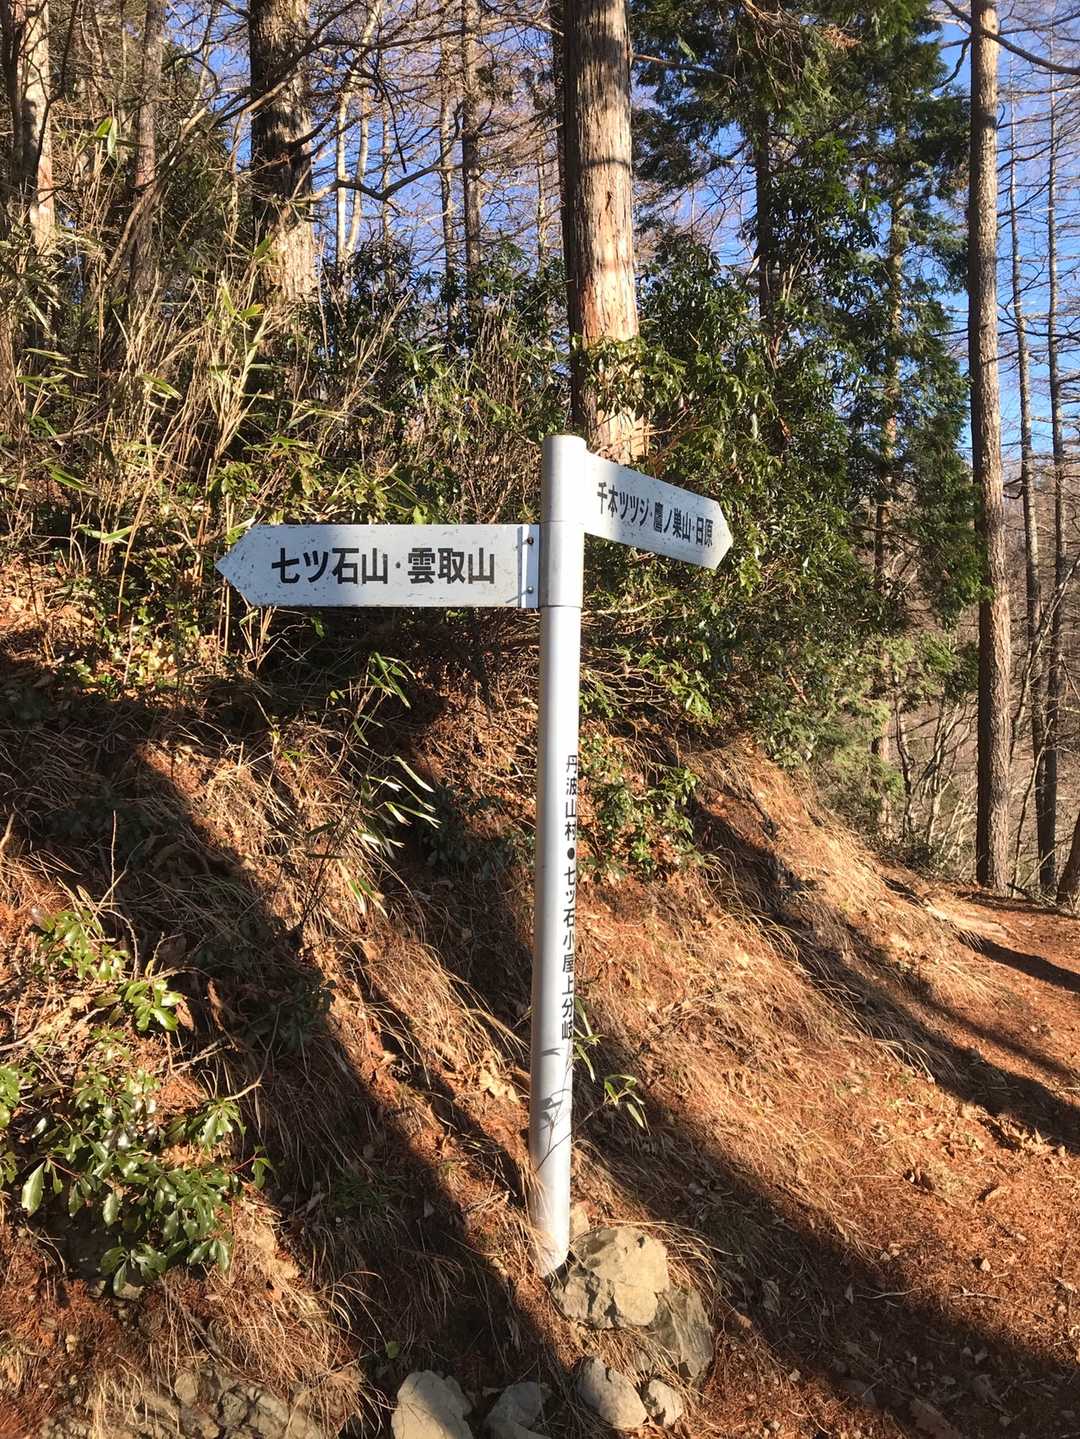 七ツ石山・雲取山
千本ツツジ・鷹ノ巣山・日原
丹波山村●七ツ石小屋上分岐